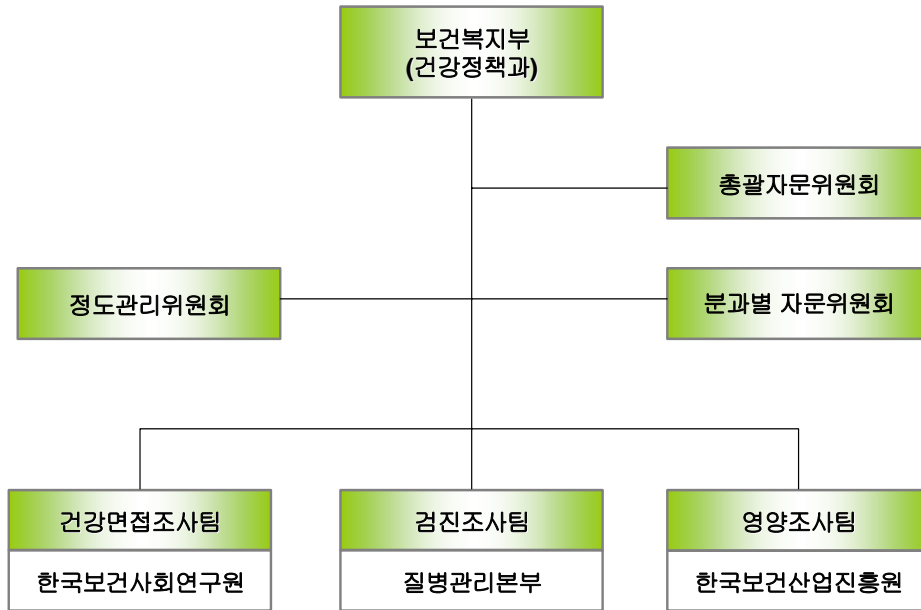 보건복지부
(건강정책과)
총괄자문위원회
정도관리위원회
분과별 자문위원회
건강면접조사팀
검진조사팀
영양조사팀
한국보건사회연구원
질병관리본부
한국보건산업진흥원